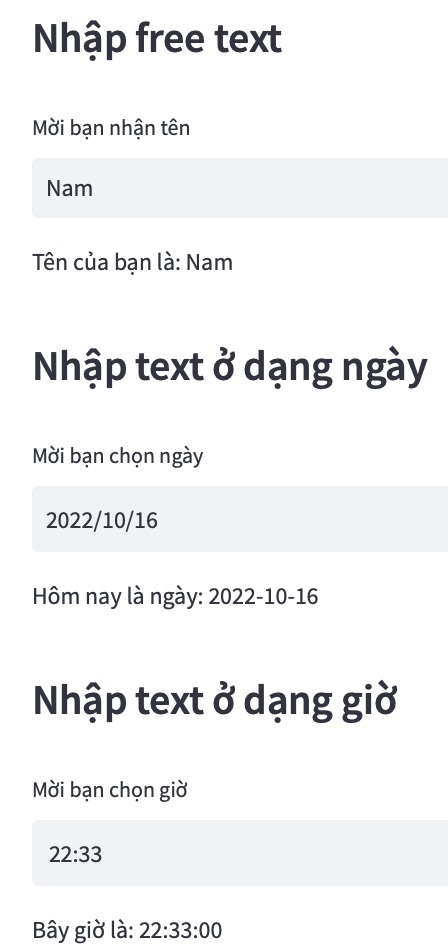 Nhập free text
Mời bạn nhận tên
Nam
Tên của bạn là: Nam
Nhập text ở dạng ngày
Mời bạn chọn ngày
2022/10/16
Hôm nay là ngày: 2022-10-16
Nhập text ở dạng giờ
Mời bạn chọn giờ
22:33
Bây giờ là: 22:33:00